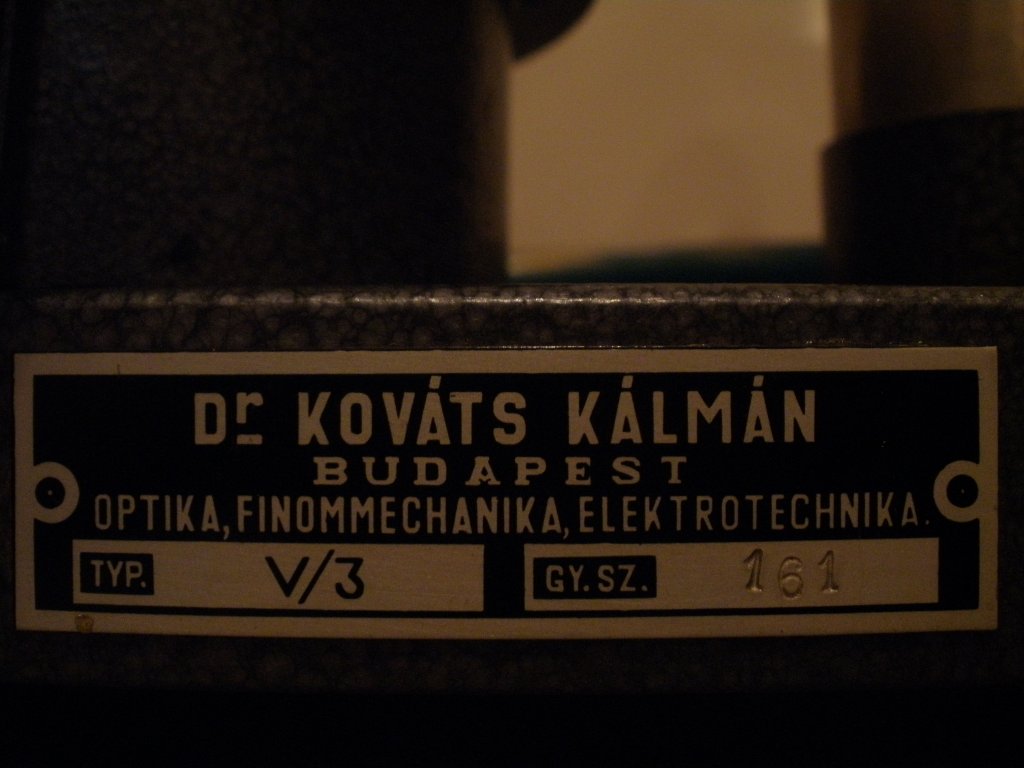 Dr KOVÁTS KÁLMÁN
BUDAPEST
OPTIKA, FINOMMECHANIKA, ELEKTROTECHNIKA.
TYP. V/3 GY. SZ. 161